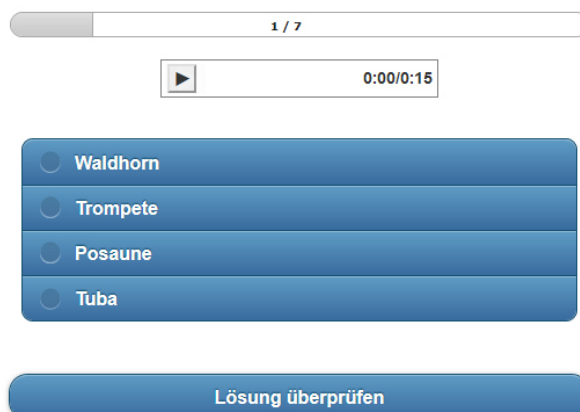 1 / 7
0:00/0:15
Waldhorn
Trompete
Posaune
Tuba
Lösung überprüfen